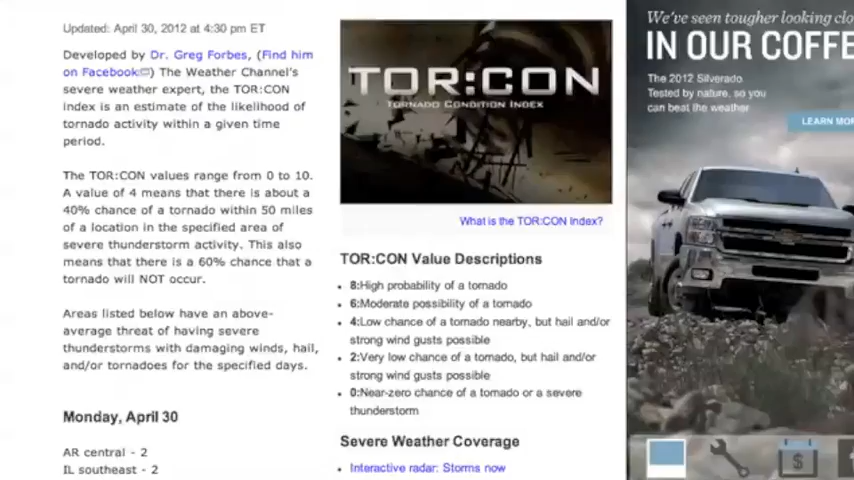 Updated: April 30, 2012 at 4:30 pm ET
Developed by Dr. Greg Forbes, (Find him
on Facebook) The Weather Channel's
severe weather expert, the TOR:CON
index is an estimate of the likelihood of
tornado activity within a given time
period.
The TOR:CON values range from 0 to 10.
A value of 4 means that there is about a
40% chance of a tornado within 50 miles
of a location in the specified area of
severe thunderstorm activity. This also
means that there is a 60% chance that a
tornado will NOT occur.
Areas listed below have an above-
average threat of having severe
thunderstorms with damaging winds, hail,
and/or tornadoes for the specified days.
Monday, April 30
AR central - 2
IL southeast - 2
TOR:CON
TORNADO CONDITION INDEX
What is the TOR:CON Index?
TOR:CON Value Descriptions
8:High probability of a tornado
6:Moderate possibility of a tornado
4:Low chance of a tornado nearby, but hail and/or
strong wind gusts possible
2:Very low chance of a tornado, but hail and/or
strong wind gusts possible
0:Near-zero chance of a tornado or a severe
thunderstorm
Severe Weather Coverage
Interactive radar: Storms now
We've seen tougher looking clo
IN OUR COFFE
The 2012 Silverado.
Tested by nature, so you
can beat the weather
LEARN MOR
$